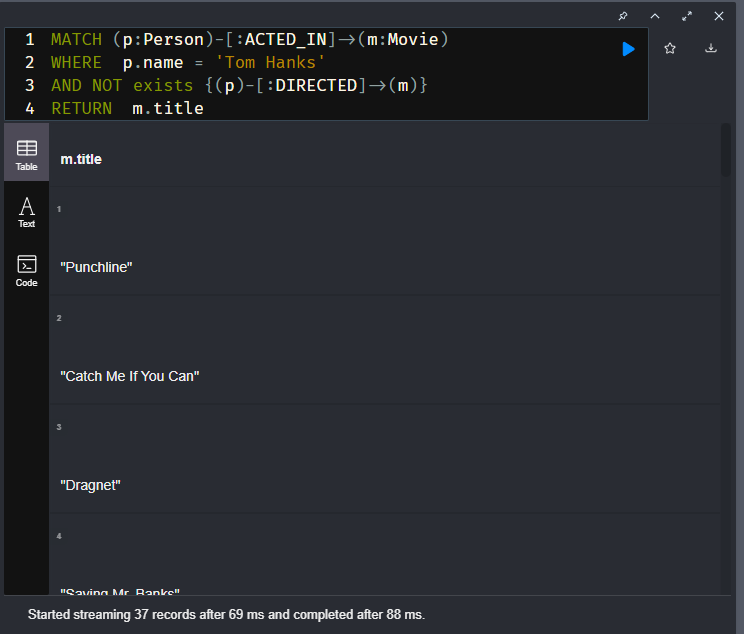 1 MATCH (p:Person)-[:ACTED_IN]->(m:Movie)
2 WHERE  p.name = 'Tom Hanks'
3 AND NOT exists {(p)-[:DIRECTED]->(m)}
4 RETURN  m.title
Table
m.title
1
Text
"Punchline"
Code
2
"Catch Me If You Can"
3
"Dragnet"
4
"Saving Mr. Banks"
Started streaming 37 records after 69 ms and completed after 88 ms.